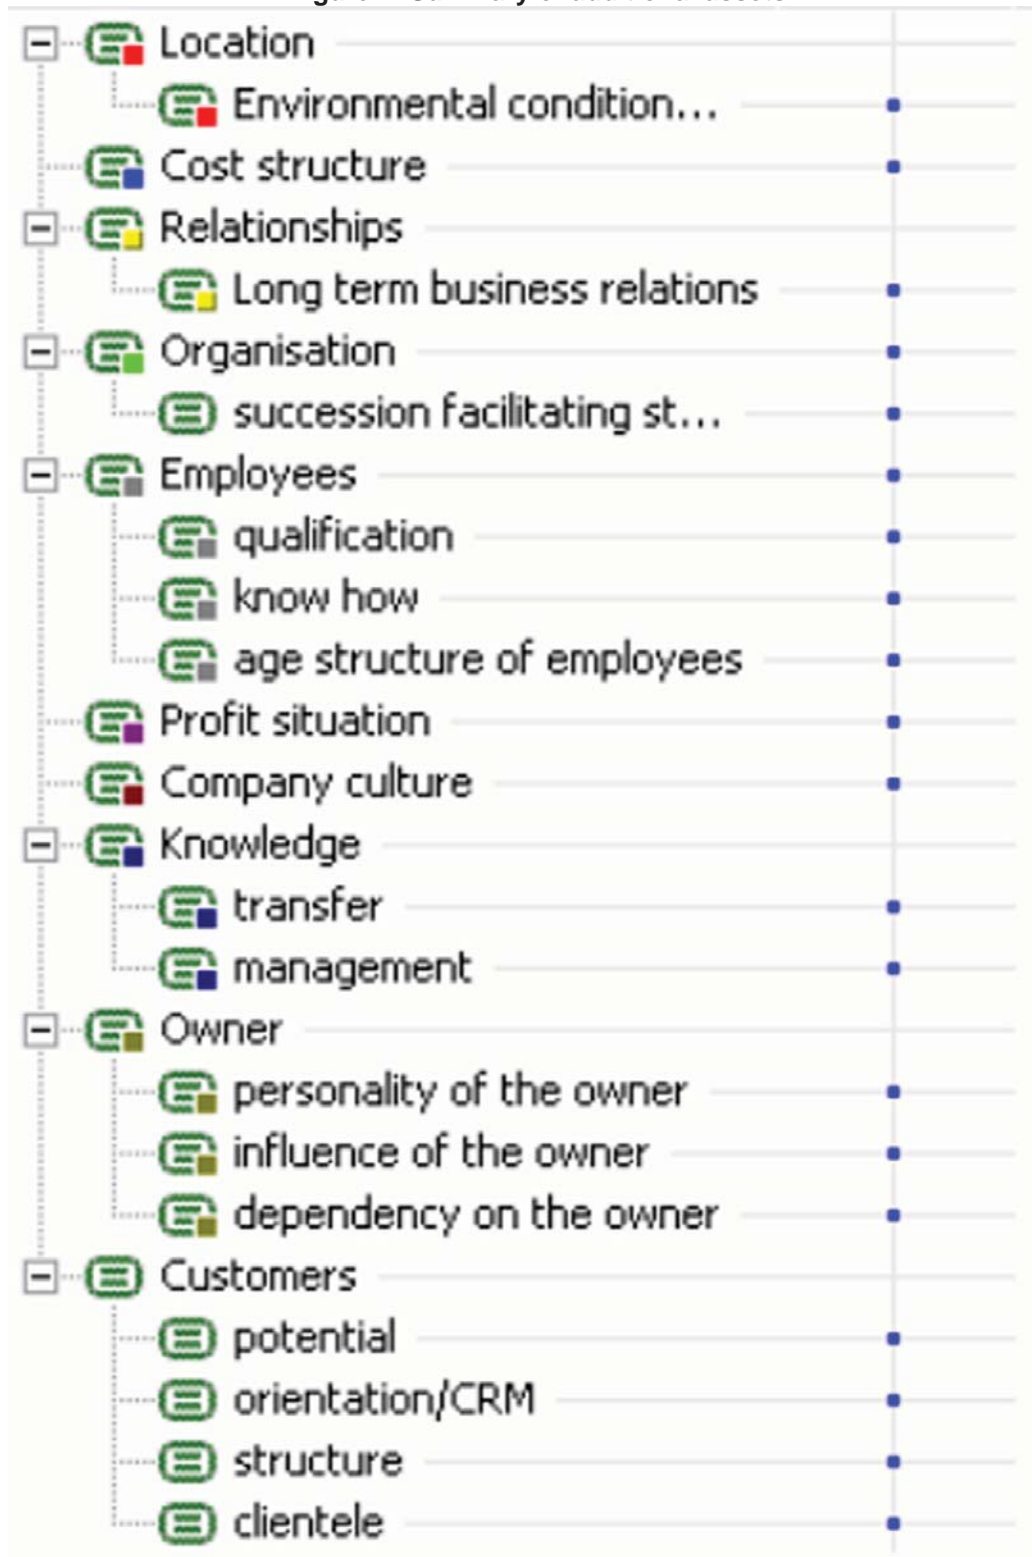 Location
Environmental condition...
Cost structure
Relationships
Long term business relations
Organisation
succession facilitating st...
Employees
qualification
know how
age structure of employees
Profit situation
Company culture
Knowledge
transfer
management
Owner
personality of the owner
influence of the owner
dependency on the owner
Customers
potential
orientation/CRM
structure
clientele